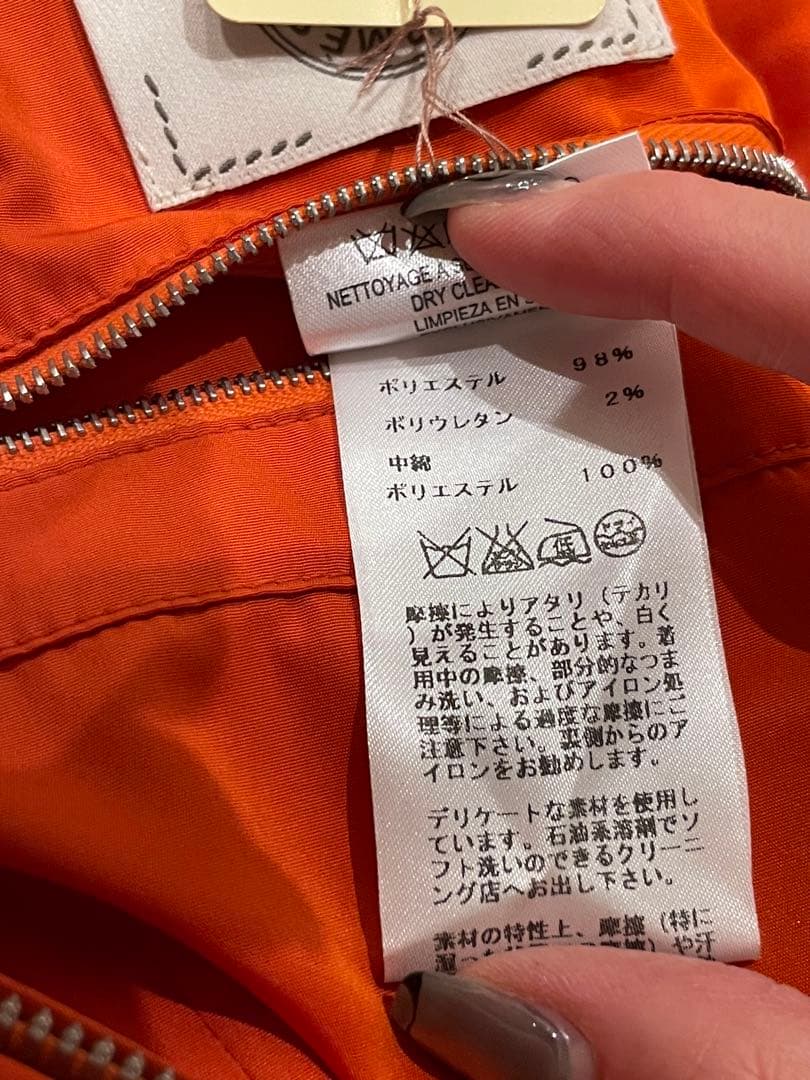 NETTOYAGE A
DRY CLEA
LIMPIEZA EN
ポリエステル 98%
ポリウレタン 2%
中綿
ポリエステル 100%
低
摩擦によりアタリ（テカリ
）が発生することや、白く
見えることがあります。着
用中の摩擦、部分的なつま
み洗い、およびアイロン処
理等による過度な摩擦にご
注意下さい。裏側からのア
イロンをお勧めします。
デリケートな素材を使用し
ています。石油系溶剤でソ
フト洗いのできるクリーニ
ング店へお出し下さい。
素材の特性上、摩擦（特に